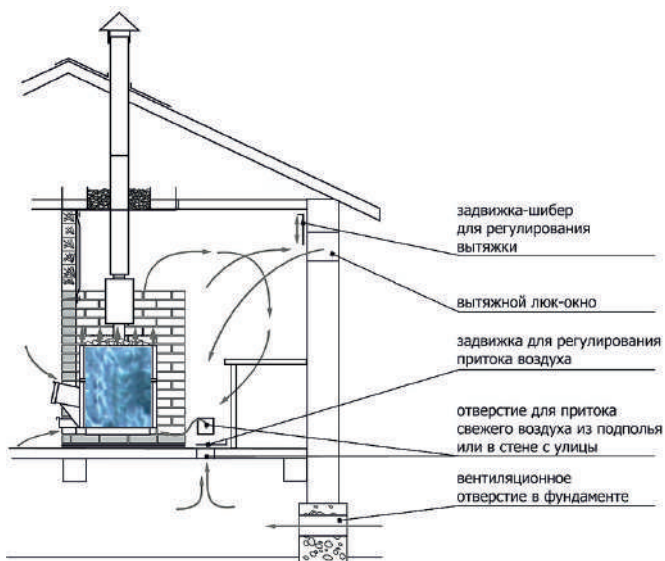 задвижка-шибер
для регулирования
вытяжки
вытяжной люк-окно
задвижка для регулирования
притока воздуха
отверстие для притока
свежего воздуха из подполья
или в стене с улицы
вентиляционное
отверстие в фундаменте